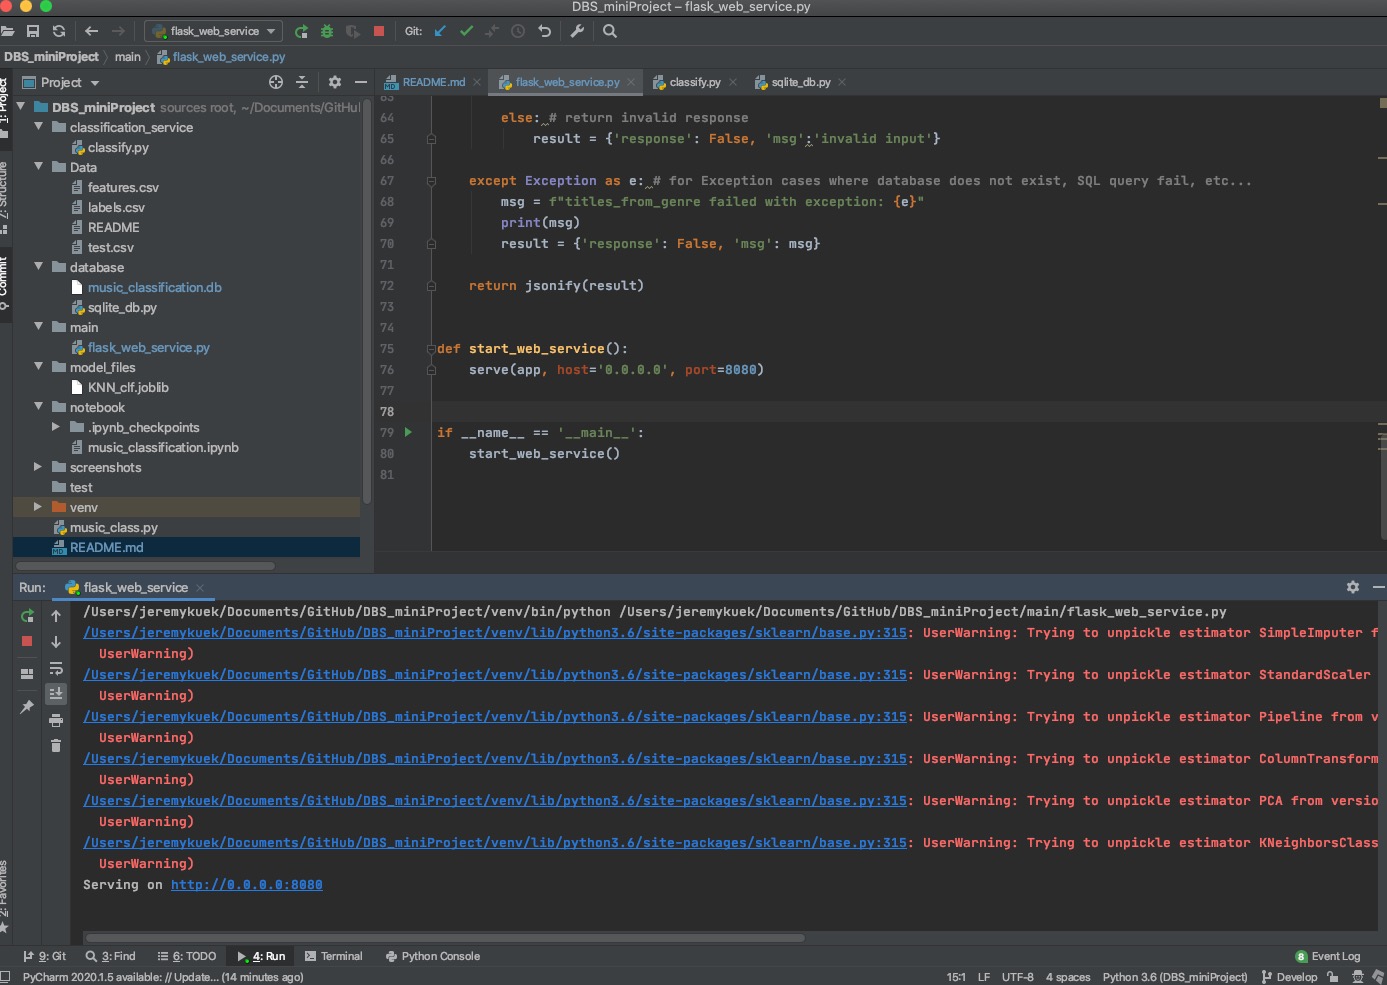 DBS_miniProject – flask_web_service.py
flask_web_service
Git:
DBS_miniProject main flask_web_service.py
Project
README.md
flask_web_service.py
classify.py
sqlite_db.py
1: Project
Z: Structure
Commit
2: Favorites
DBS_miniProject sources root, ~/Documents/GitHu
classification_service
classify.py
Data
features.csv
labels.csv
README
test.csv
database
music_classification.db
sqlite_db.py
main
flask_web_service.py
model_files
KNN_clf.joblib
notebook
.ipynb_checkpoints
music_classification.ipynb
screenshots
test
venv
music_class.py
README.md
63
64 else: # return invalid response
65 result = {'response': False, 'msg':'invalid input'}
66
67 except Exception as e: # for Exception cases where database does not exist, SQL query fail, etc...
68 msg = f"titles_from_genre failed with exception: {e}"
69 print(msg)
70 result = {'response': False, 'msg': msg}
71
72 return jsonify(result)
73
74
75 def start_web_service():
76 serve(app, host='0.0.0.0', port=8080)
77
78
79 if __name__ == '__main__':
80 start_web_service()
81
Run: flask_web_service
/Users/jeremykuek/Documents/GitHub/DBS_miniProject/venv/bin/python /Users/jeremykuek/Documents/GitHub/DBS_miniProject/main/flask_web_service.py
/Users/jeremykuek/Documents/GitHub/DBS_miniProject/venv/lib/python3.6/site-packages/sklearn/base.py:315: UserWarning: Trying to unpickle estimator SimpleImputer f
UserWarning)
/Users/jeremykuek/Documents/GitHub/DBS_miniProject/venv/lib/python3.6/site-packages/sklearn/base.py:315: UserWarning: Trying to unpickle estimator StandardScaler
UserWarning)
/Users/jeremykuek/Documents/GitHub/DBS_miniProject/venv/lib/python3.6/site-packages/sklearn/base.py:315: UserWarning: Trying to unpickle estimator Pipeline from v
UserWarning)
/Users/jeremykuek/Documents/GitHub/DBS_miniProject/venv/lib/python3.6/site-packages/sklearn/base.py:315: UserWarning: Trying to unpickle estimator ColumnTransform
UserWarning)
/Users/jeremykuek/Documents/GitHub/DBS_miniProject/venv/lib/python3.6/site-packages/sklearn/base.py:315: UserWarning: Trying to unpickle estimator PCA from versio
UserWarning)
/Users/jeremykuek/Documents/GitHub/DBS_miniProject/venv/lib/python3.6/site-packages/sklearn/base.py:315: UserWarning: Trying to unpickle estimator KNeighborsClass
UserWarning)
Serving on http://0.0.0.0:8080
9: Git 3: Find 6: TODO 4: Run Terminal Python Console 8 Event Log
PyCharm 2020.1.5 available: // Update... (14 minutes ago) 15:1 LF UTF-8 4 spaces Python 3.6 (DBS_miniProject) Develop